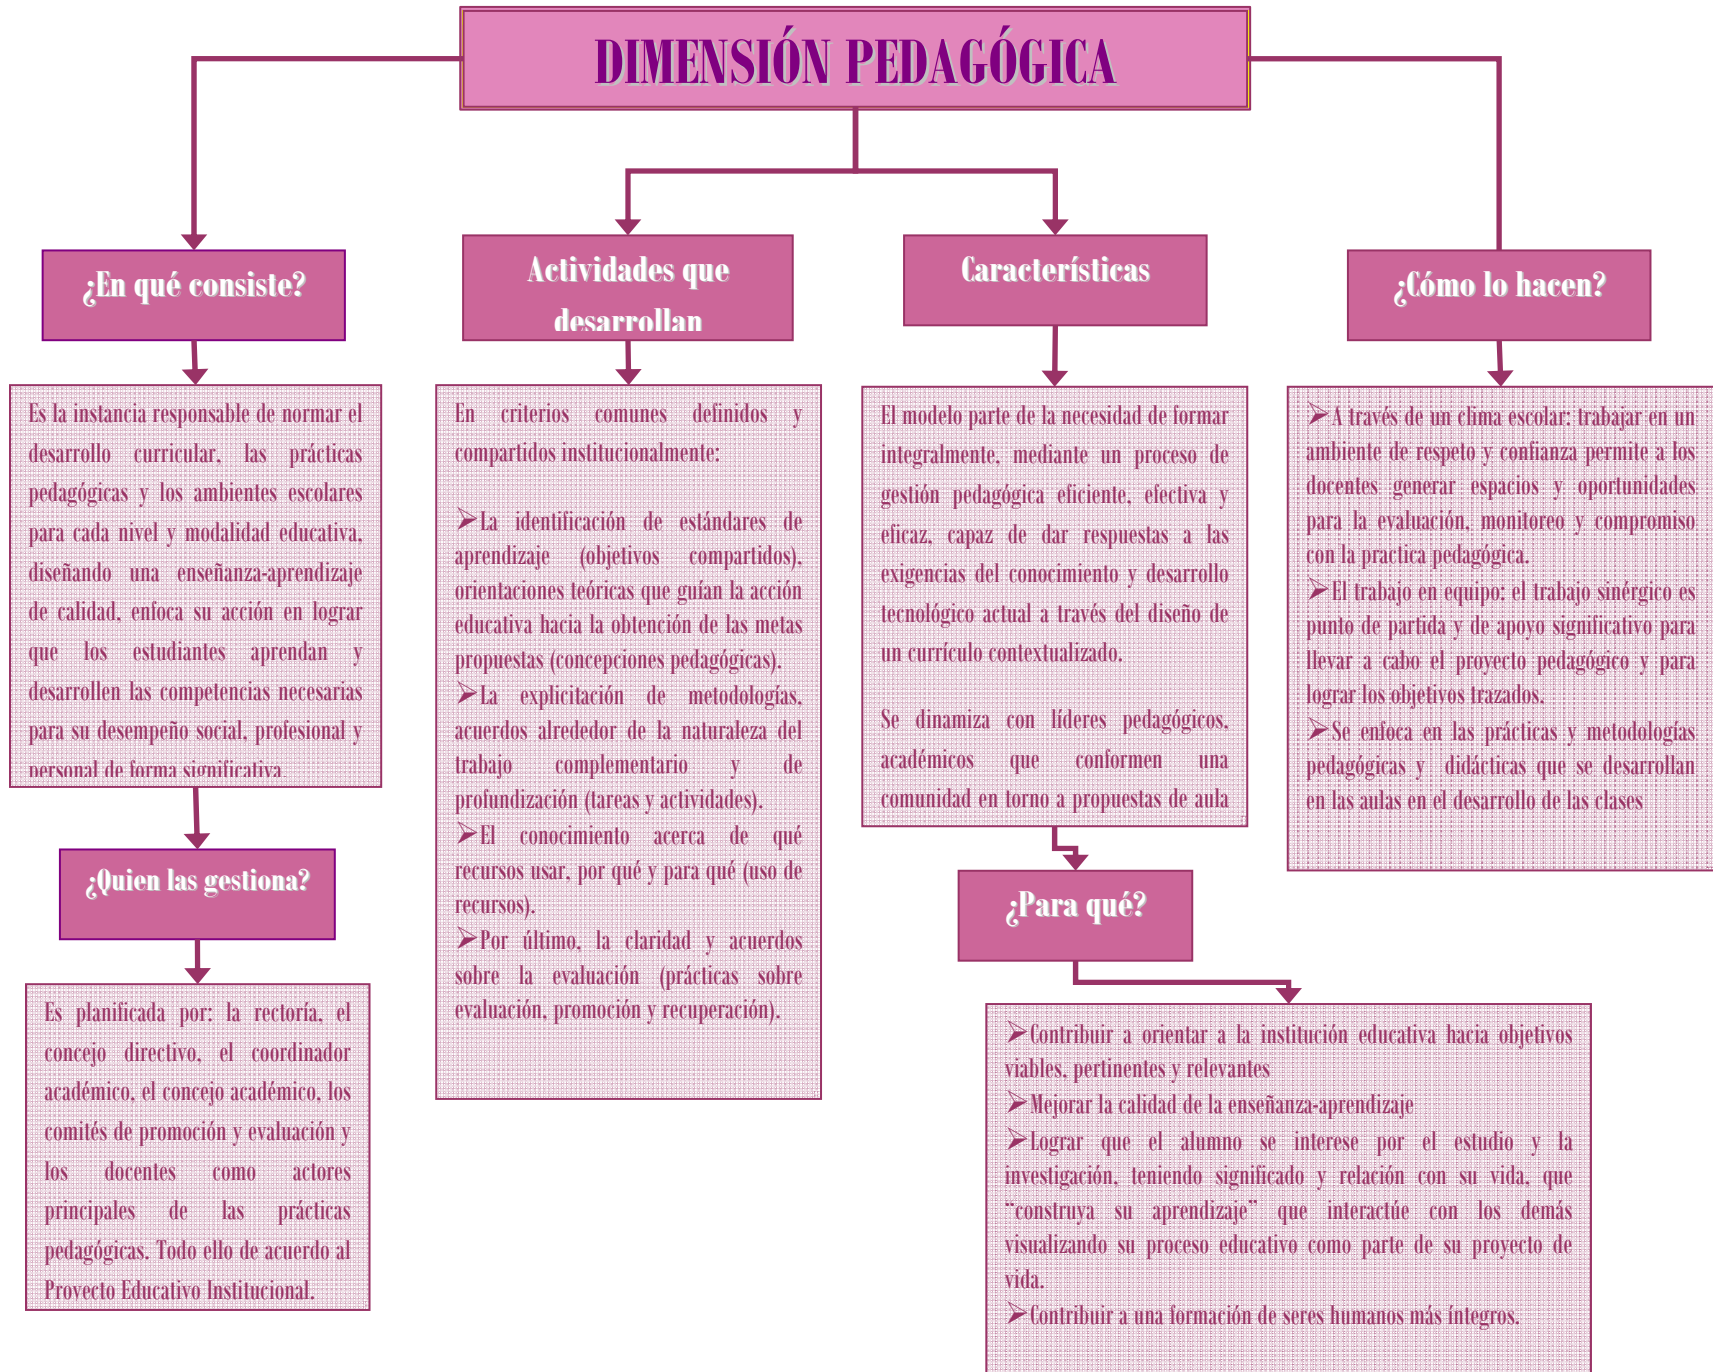 DIMENSIÓN PEDAGÓGICA
¿En qué consiste?
Es la instancia responsable de normar el
desarrollo curricular, las prácticas
pedagógicas y los ambientes escolares
para cada nivel y modalidad educativa,
diseñando una enseñanza-aprendizaje
de calidad, enfoca su acción en lograr
que los estudiantes aprendan y
desarrollen las competencias necesarias
para su desempeño social, profesional y
personal de forma significativa
¿Quien las gestiona?
Es planificada por: la rectoría, el
concejo directivo, el coordinador
académico, el concejo académico, los
comités de promoción y evaluación y
los docentes como actores
principales de las prácticas
pedagógicas. Todo ello de acuerdo al
Proyecto Educativo Institucional.
Actividades que
desarrollan
En criterios comunes definidos y
compartidos institucionalmente:
➢La identificación de estándares de
aprendizaje (objetivos compartidos),
orientaciones teóricas que guían la acción
educativa hacia la obtención de las metas
propuestas (concepciones pedagógicas).
➢La explicitación de metodologías,
acuerdos alrededor de la naturaleza del
trabajo complementario y de
profundización (tareas y actividades).
➢El conocimiento acerca de qué
recursos usar, por qué y para qué (uso de
recursos).
➢Por último, la claridad y acuerdos
sobre la evaluación (prácticas sobre
evaluación, promoción y recuperación).
Características
El modelo parte de la necesidad de formar
integralmente, mediante un proceso de
gestión pedagógica eficiente, efectiva y
eficaz, capaz de dar respuestas a las
exigencias del conocimiento y desarrollo
tecnológico actual a través del diseño de
un currículo contextualizado.
Se dinamiza con líderes pedagógicos,
académicos que conformen una
comunidad en torno a propuestas de aula
¿Para qué?
➢Contribuir a orientar a la institución educativa hacia objetivos
viables, pertinentes y relevantes
➢Mejorar la calidad de la enseñanza-aprendizaje
➢Lograr que el alumno se interese por el estudio y la
investigación, teniendo significado y relación con su vida, que
“construya su aprendizaje” que interactúe con los demás
visualizando su proceso educativo como parte de su proyecto de
vida.
➢Contribuir a una formación de seres humanos más íntegros.
¿Cómo lo hacen?
➢A través de un clima escolar: trabajar en un
ambiente de respeto y confianza permite a los
docentes generar espacios y oportunidades
para la evaluación, monitoreo y compromiso
con la practica pedagógica.
➢El trabajo en equipo: el trabajo sinérgico es
punto de partida y de apoyo significativo para
llevar a cabo el proyecto pedagógico y para
lograr los objetivos trazados.
➢Se enfoca en las prácticas y metodologías
pedagógicas y didácticas que se desarrollan
en las aulas en el desarrollo de las clases